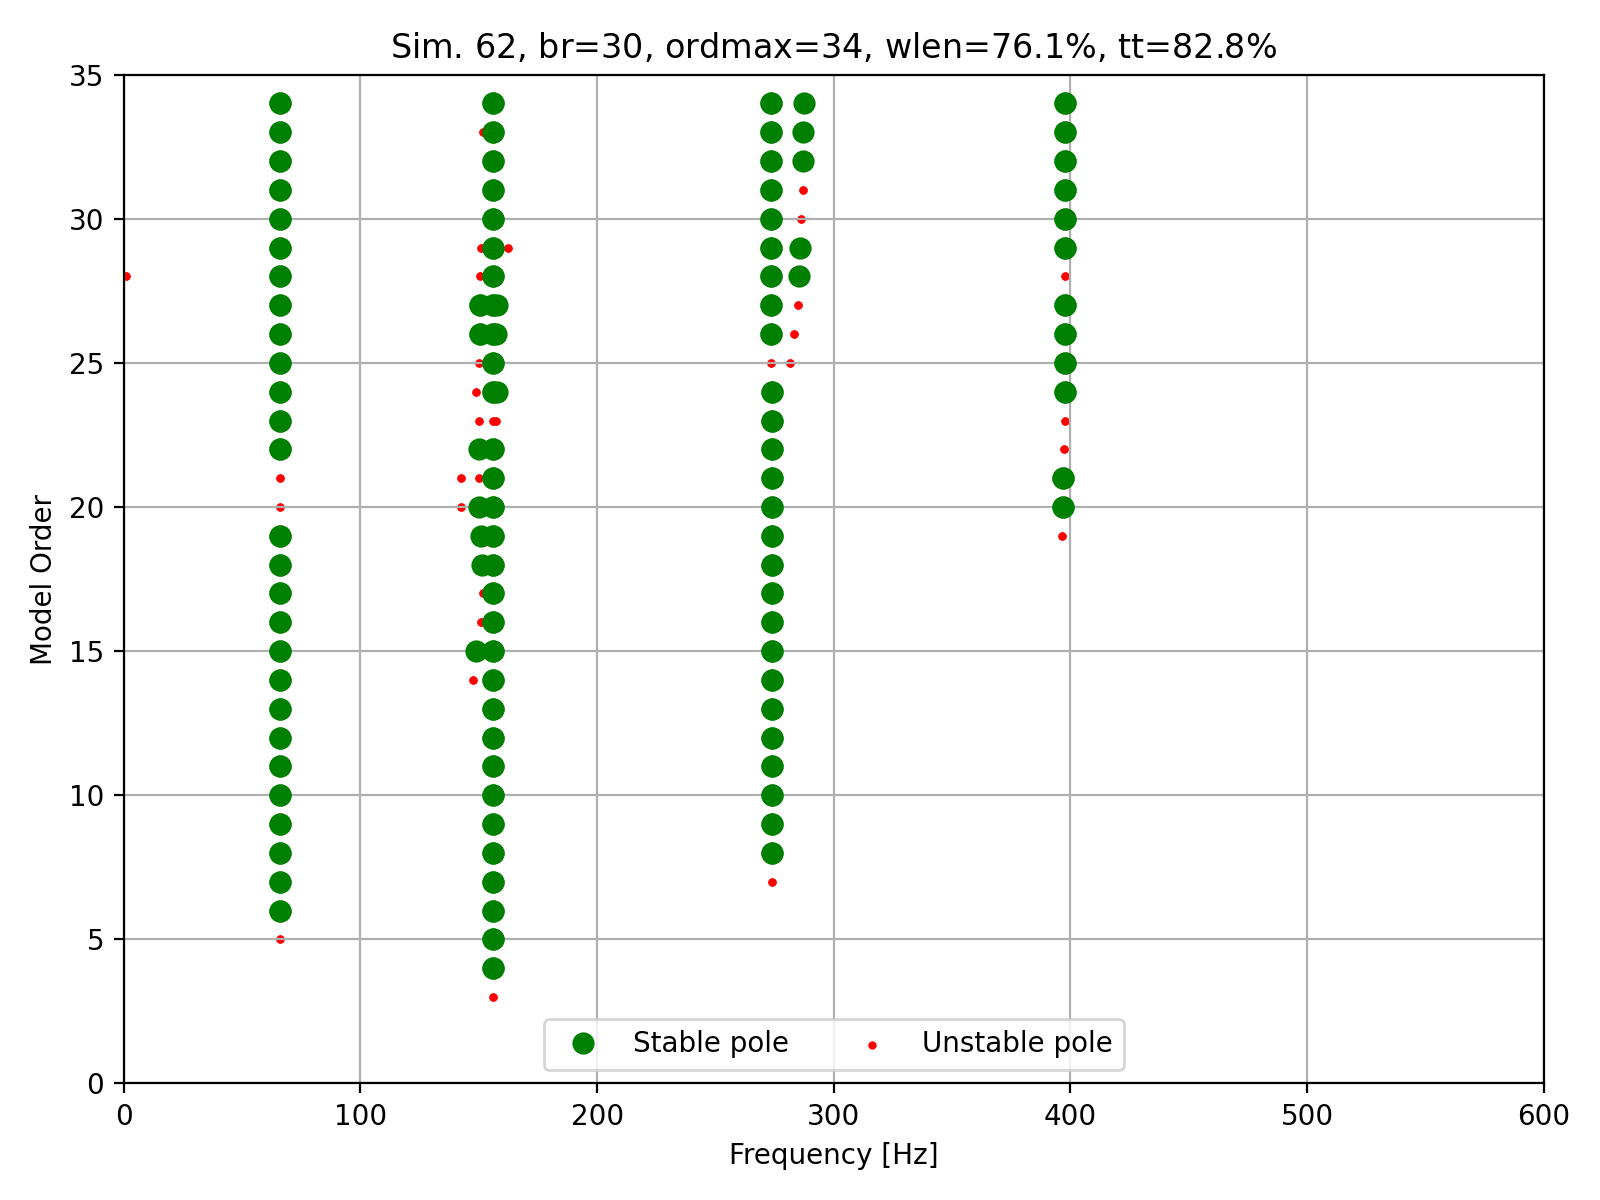 Sim. 62, br=30, ordmax=34, wlen=76.1%, tt=82.8%
35
30
25
20
15
10
5
0
Model Order
Stable pole Unstable pole
0 100 200 300 400 500 600
Frequency [Hz]